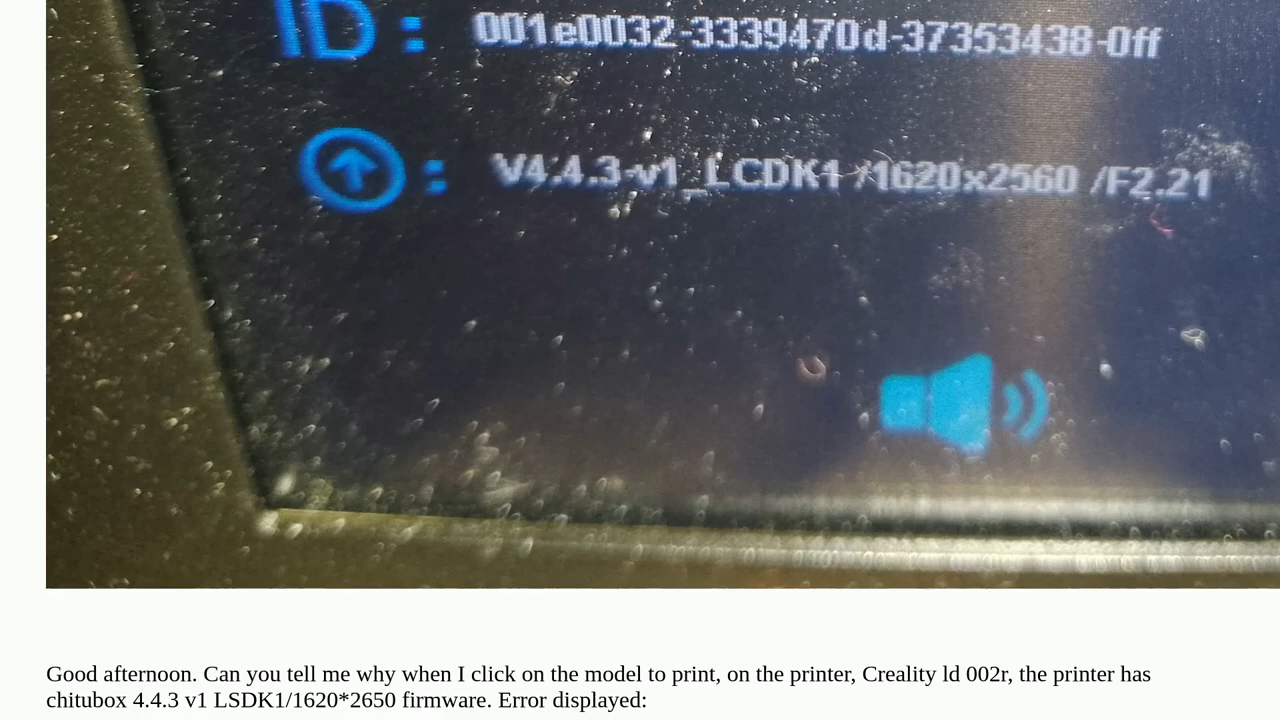 ID : 001e0032-3339470d-37353438-0ff
: V4.4.3-v1_LCDK1 /1620x2560 /F2.21
Good afternoon. Can you tell me why when I click on the model to print, on the printer, Creality ld 002r, the printer has
chitubox 4.4.3 v1 LSDK1/1620*2650 firmware. Error displayed: